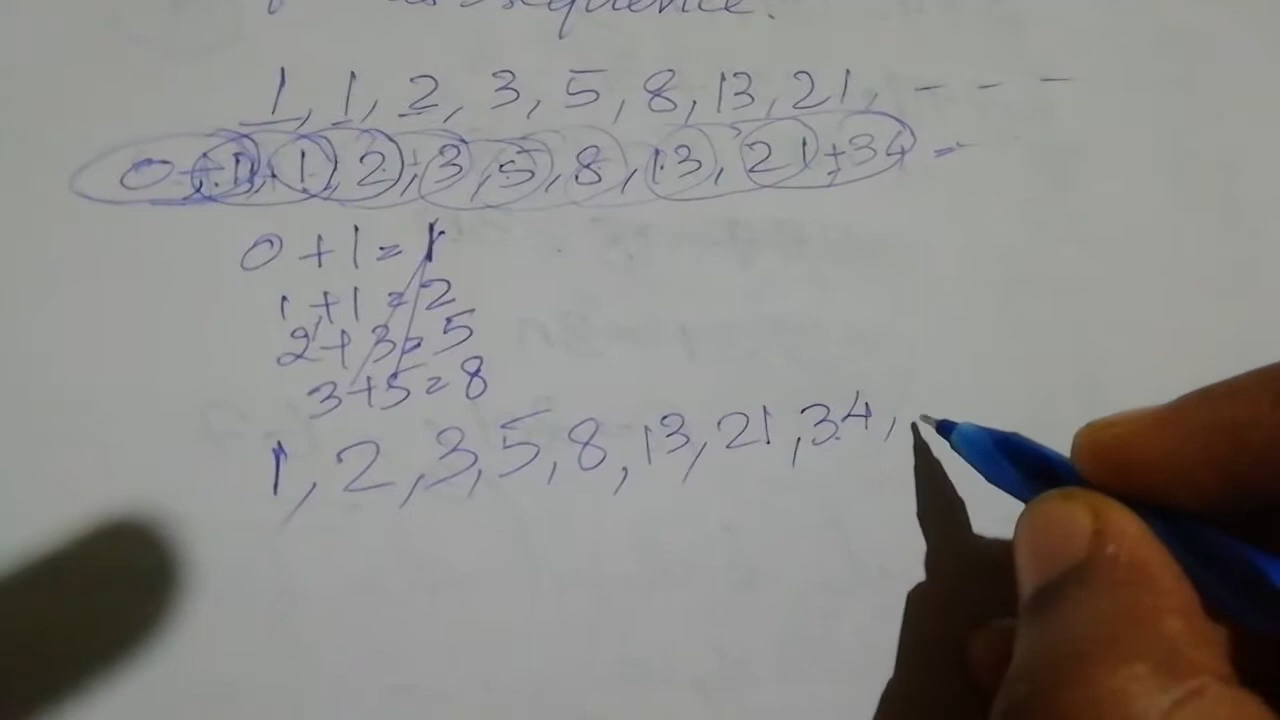 sequence.
1, 1, 2, 3, 5, 8, 13, 21, - - -
0+1, 1, 2, 3, 5, 8, 13, 21+34 =
0+1=1
1+1=2
2+3=5
3+5=8
1, 2, 3, 5, 8, 13, 21, 34,